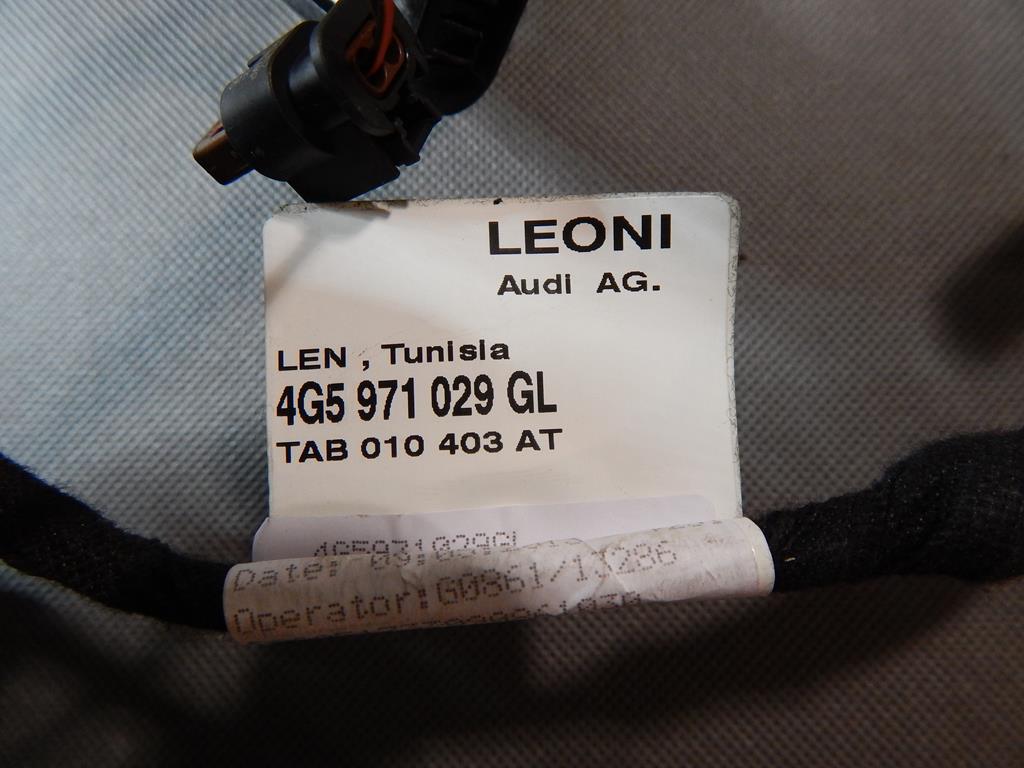 LEONI
Audi AG.
LEN , Tunisia
4G5 971 029 GL
TAB 010 403 AT
Date:
Operator: